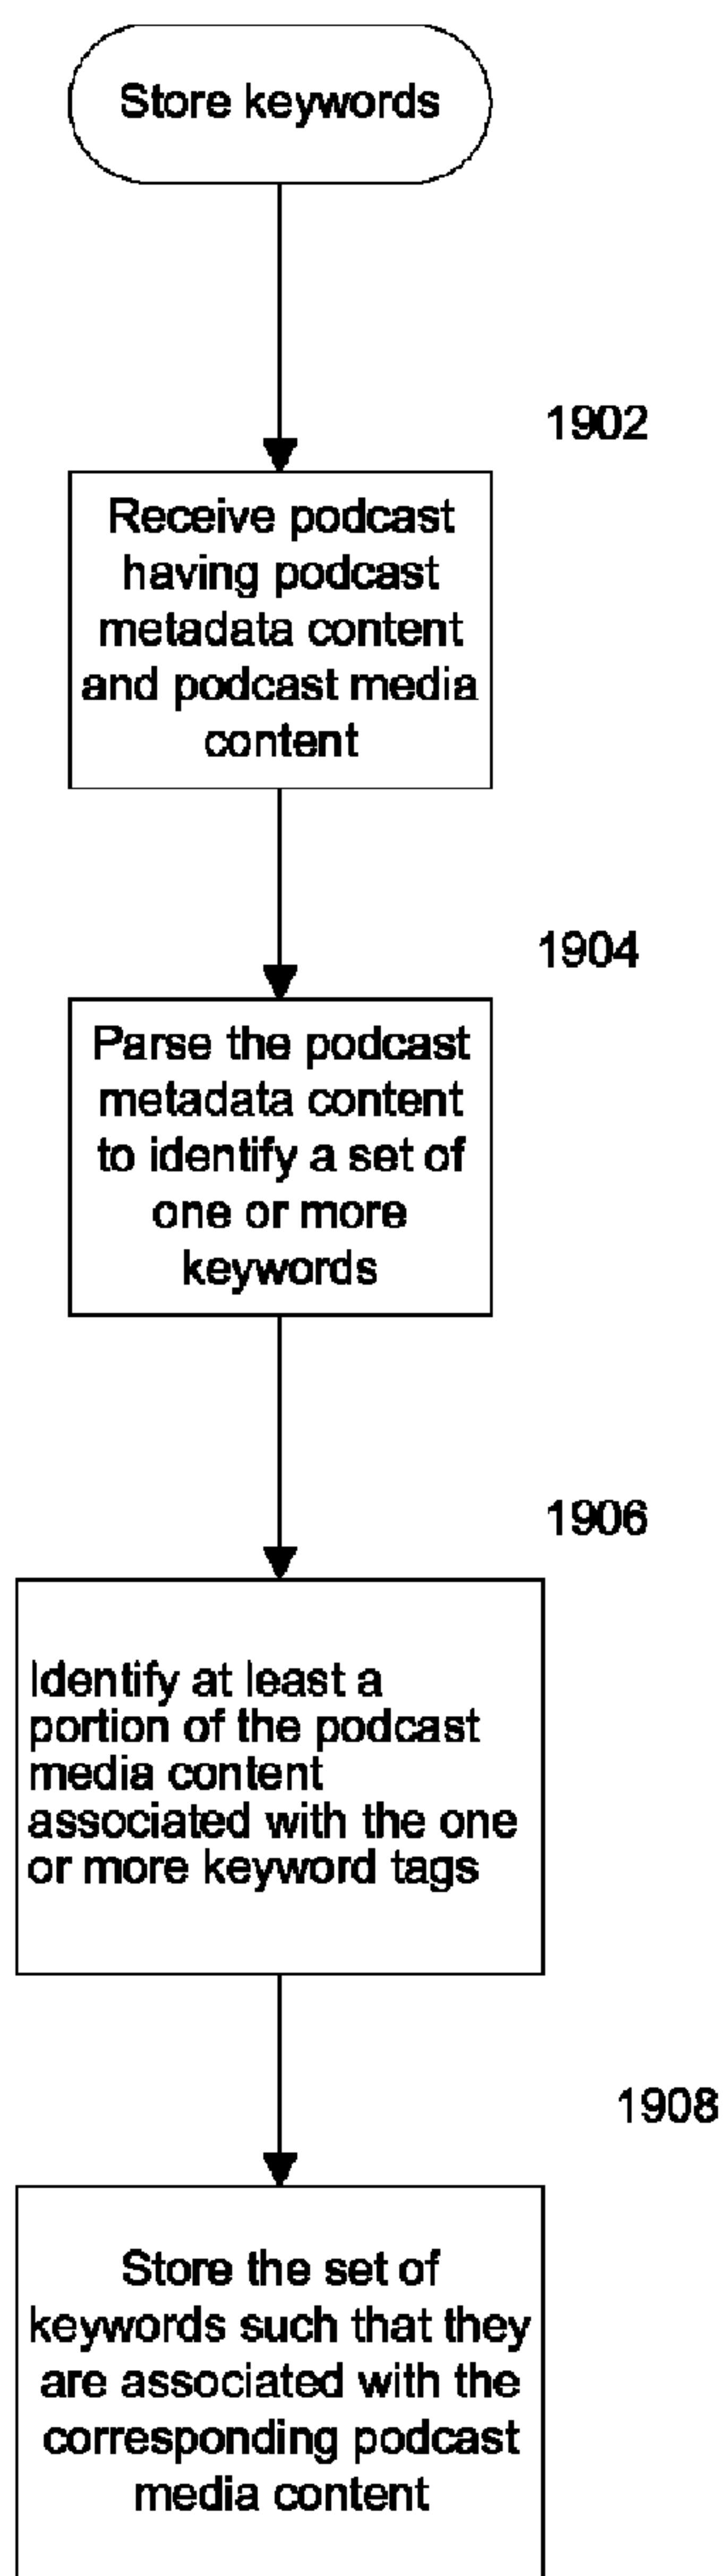 Store keywords
1902
Receive podcast
having podcast
metadata content
and podcast media
content
1904
Parse the podcast
metadata content
to identify a set of
one or more
keywords
1906
Identify at least a
portion of the podcast
media content
associated with the one
or more keyword tags
1908
Store the set of
keywords such that they
are associated with the
corresponding podcast
media content